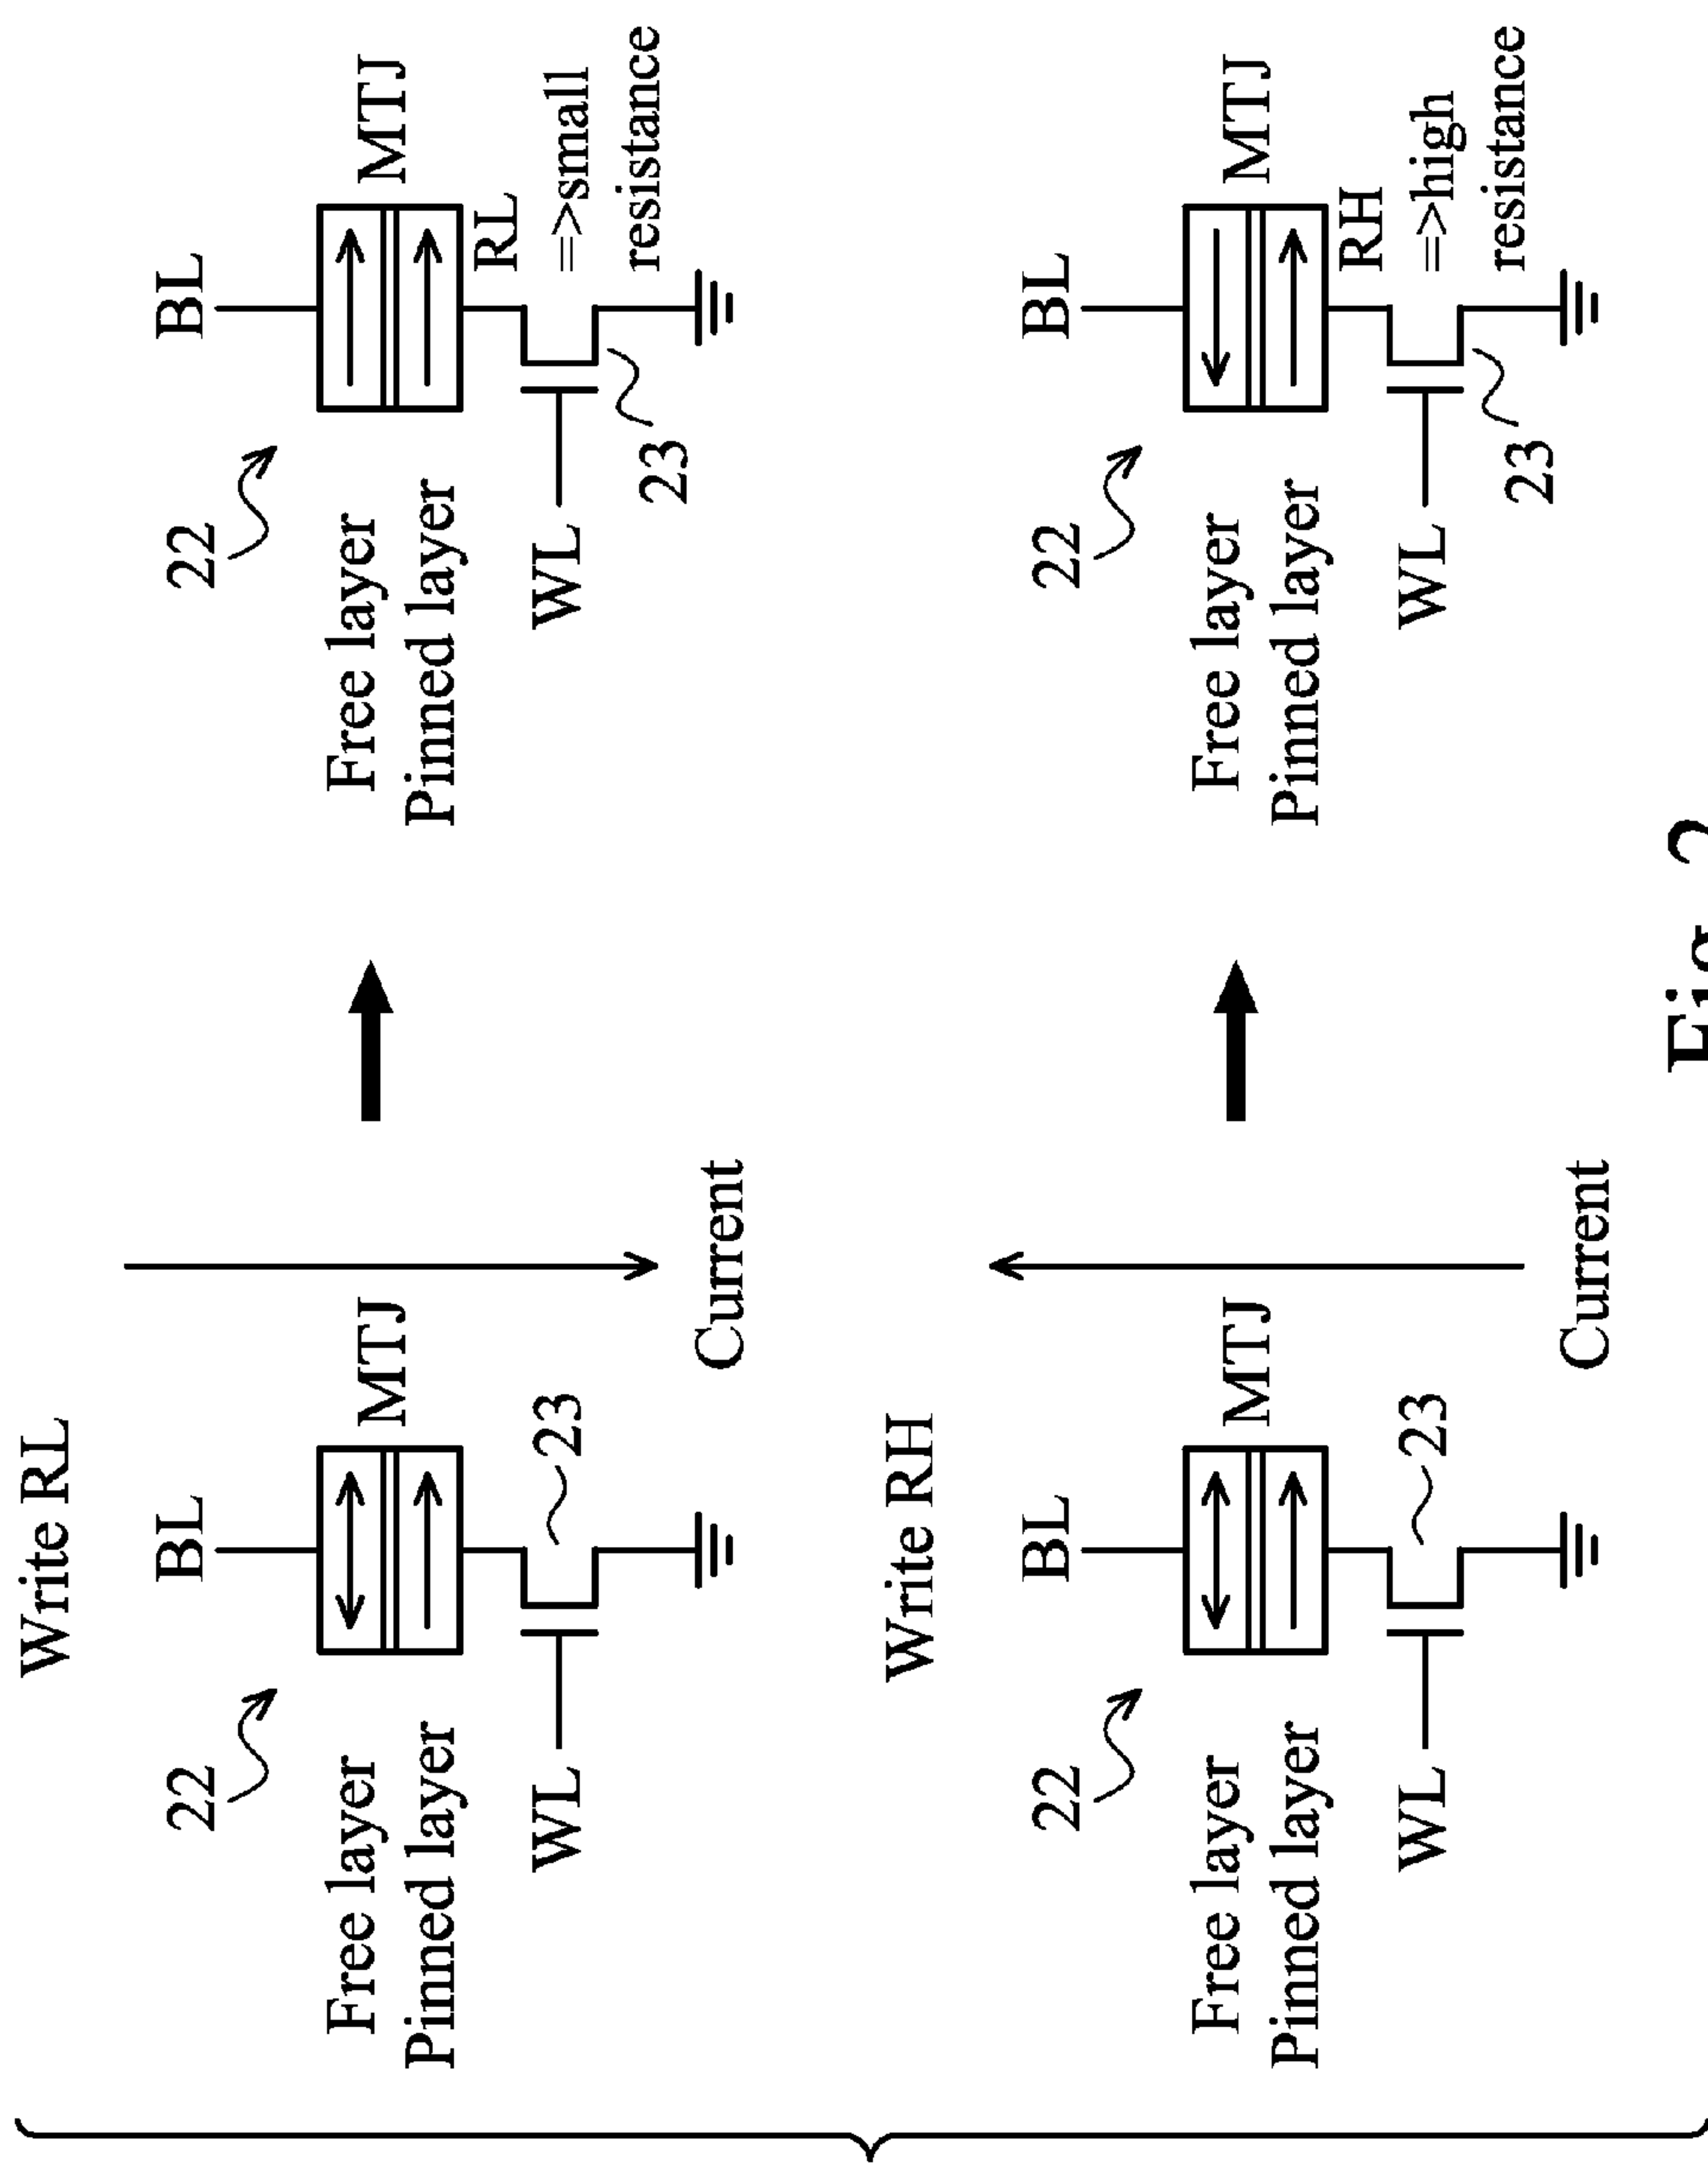 Write RL
22
BL
Free layer
MTJ
Pinned layer
WL
23
Current
22
BL
Free layer
MTJ
Pinned layer
RL
WL
=>small
23
resistance
Write RH
22
BL
Free layer
MTJ
Pinned layer
WL
23
Current
22
BL
Free layer
MTJ
Pinned layer
RH
WL
=>high
23
resistance
Fig